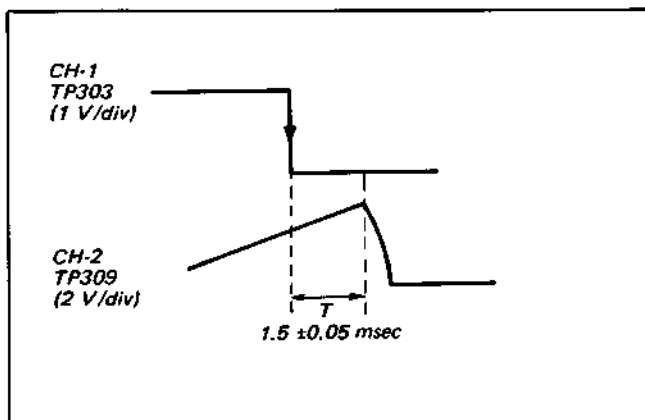 CH-1
TP303
(1 V/div)
CH-2
TP309
(2 V/div)
T
1.5 ±0.05 msec